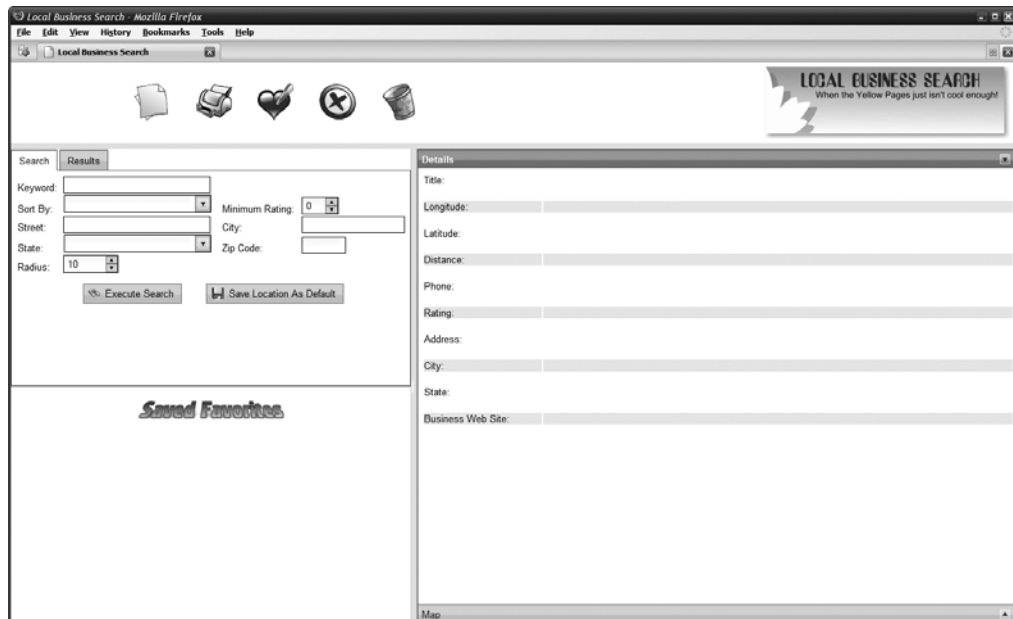 Local Business Search - Mozilla Firefox
File Edit View History Bookmarks Tools Help
Local Business Search
LOCAL BUSINESS SEARCH
When the Yellow Pages just isn't cool enough!
Search Results
Keyword:
Sort By: Minimum Rating: 0
Street: City:
State: Zip Code:
Radius: 10
Execute Search Save Location As Default
Saved Favorites
Details
Title:
Longitude:
Latitude:
Distance:
Phone:
Rating:
Address:
City:
State:
Business Web Site:
Map